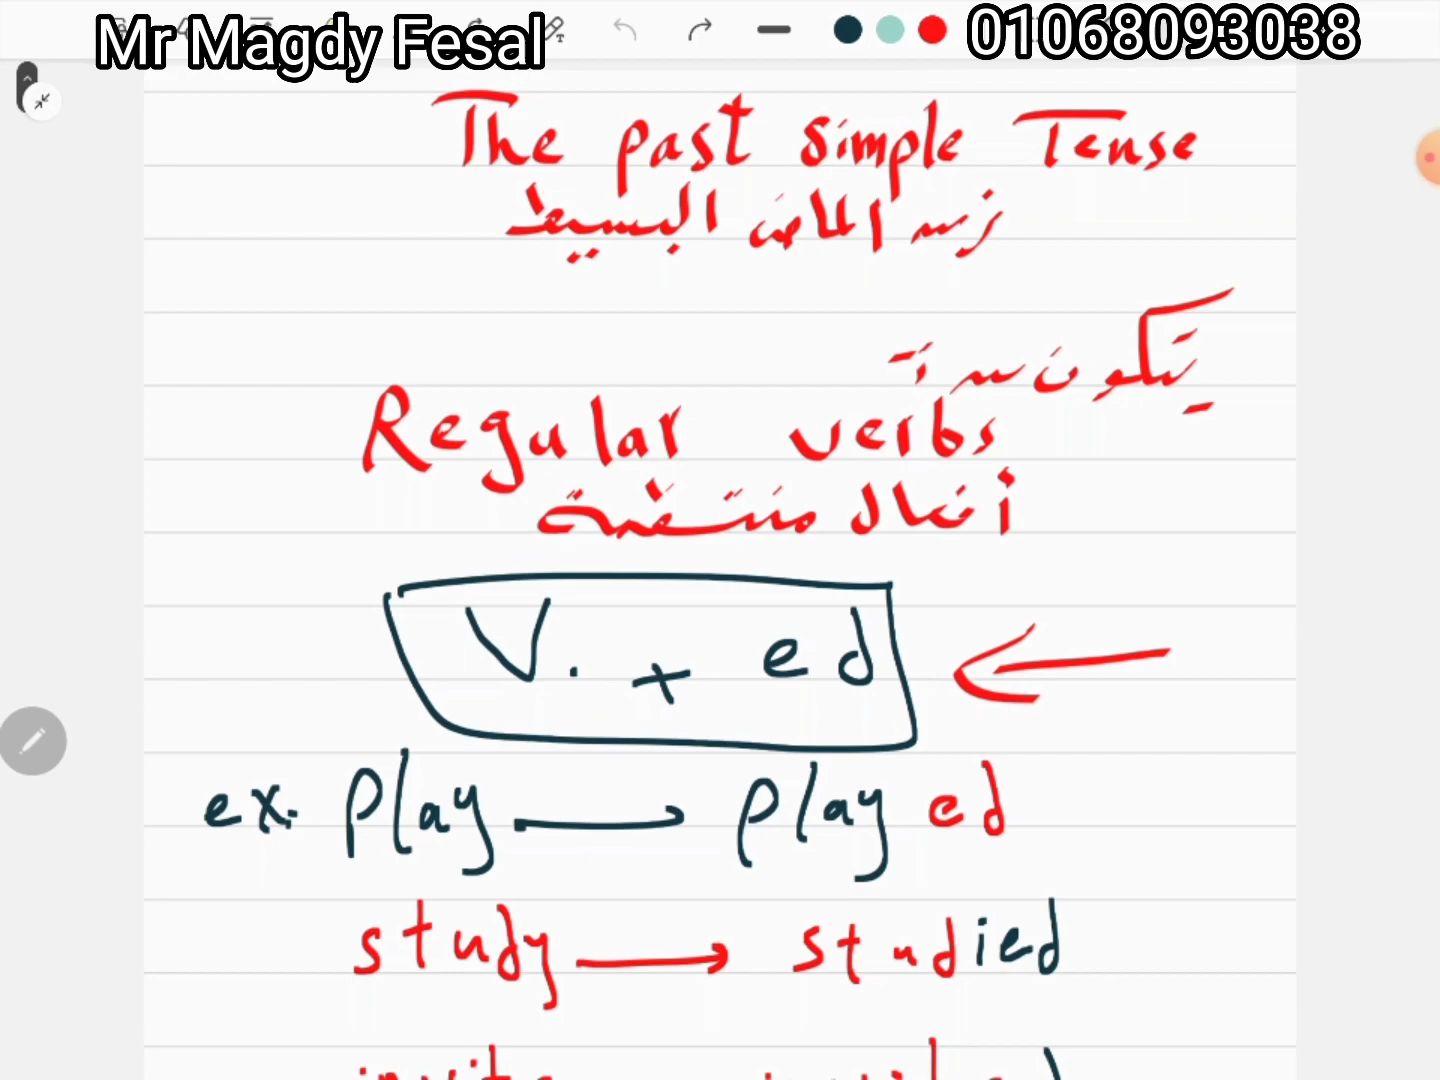 Mr Magdy Fesal 01068093038
The past simple Tense
زمن الماضى البسيط
يتكون من :-
Regular verbs
أفعال منتظمة
V. + ed
ex. play → played
study → studied